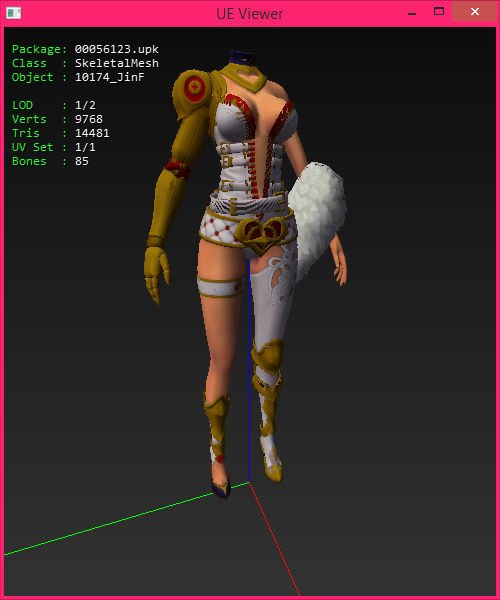 UE Viewer
Package: 00056123.upk
Class  : SkeletalMesh
Object : 10174_JinF
LOD    : 1/2
Verts  : 9768
Tris   : 14481
UV Set : 1/1
Bones  : 85